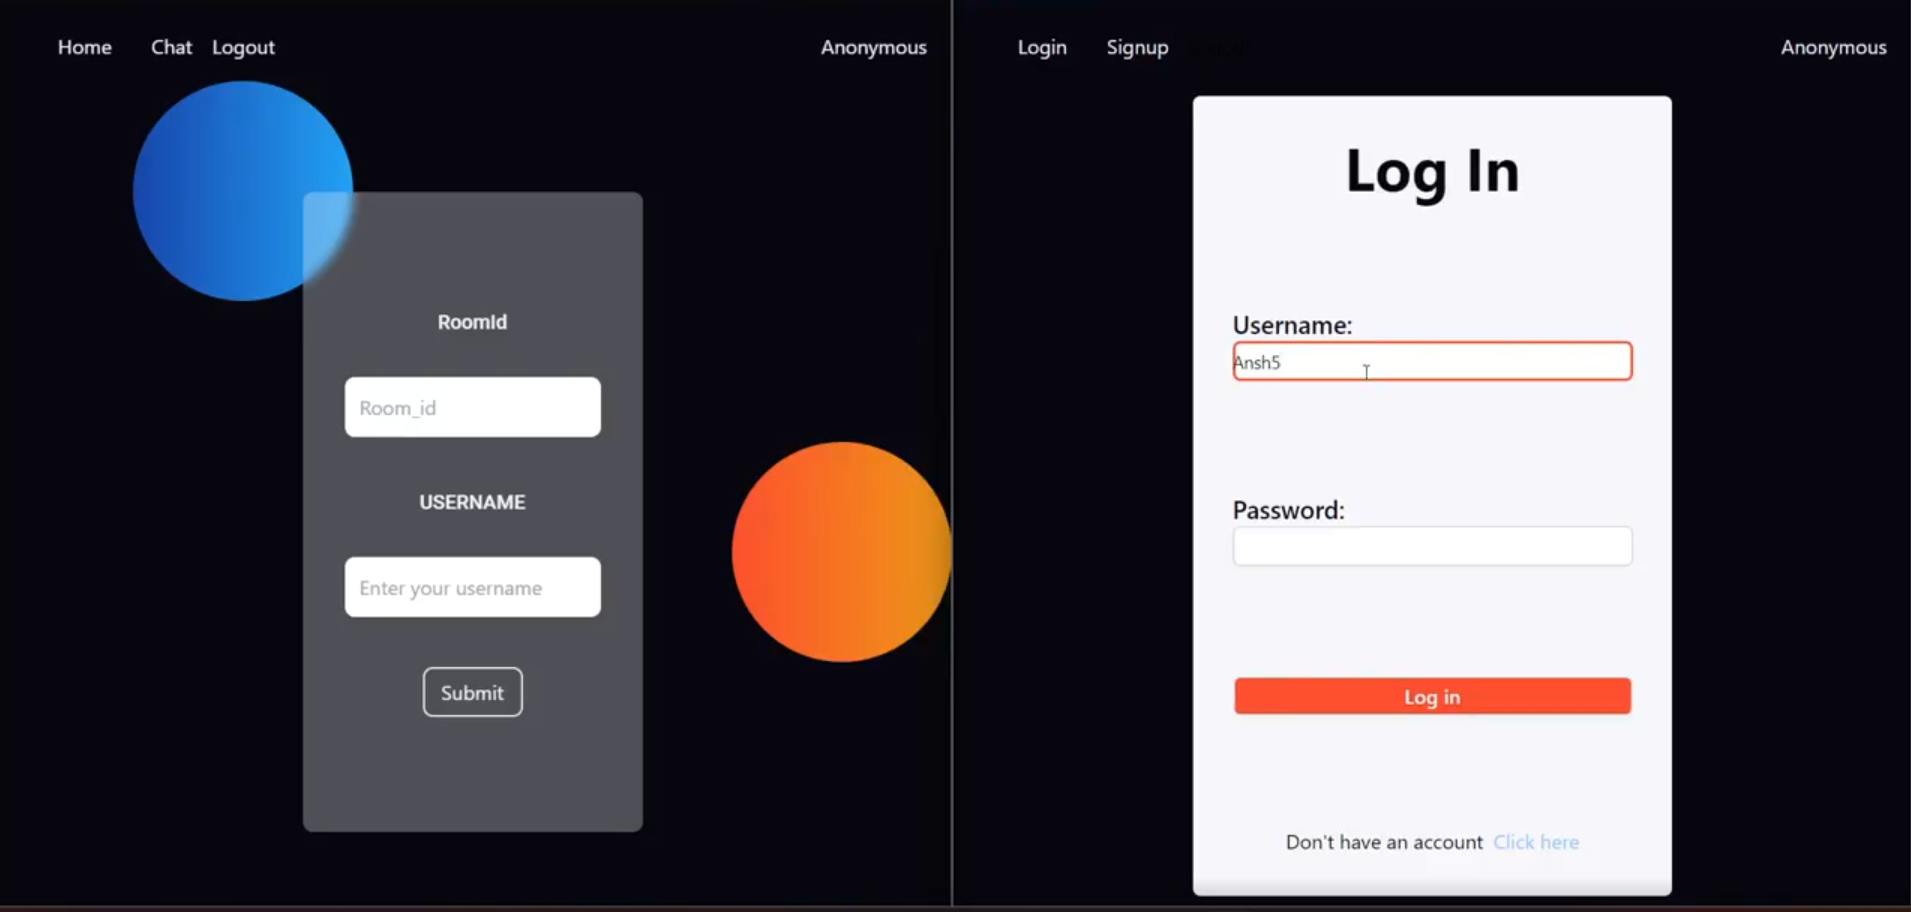 Home Chat Logout Anonymous
RoomId
Room_id
USERNAME
Enter your username
Submit
Login Signup Anonymous
Log In
Username:
Ansh5
Password:
Log in
Don't have an account Click here